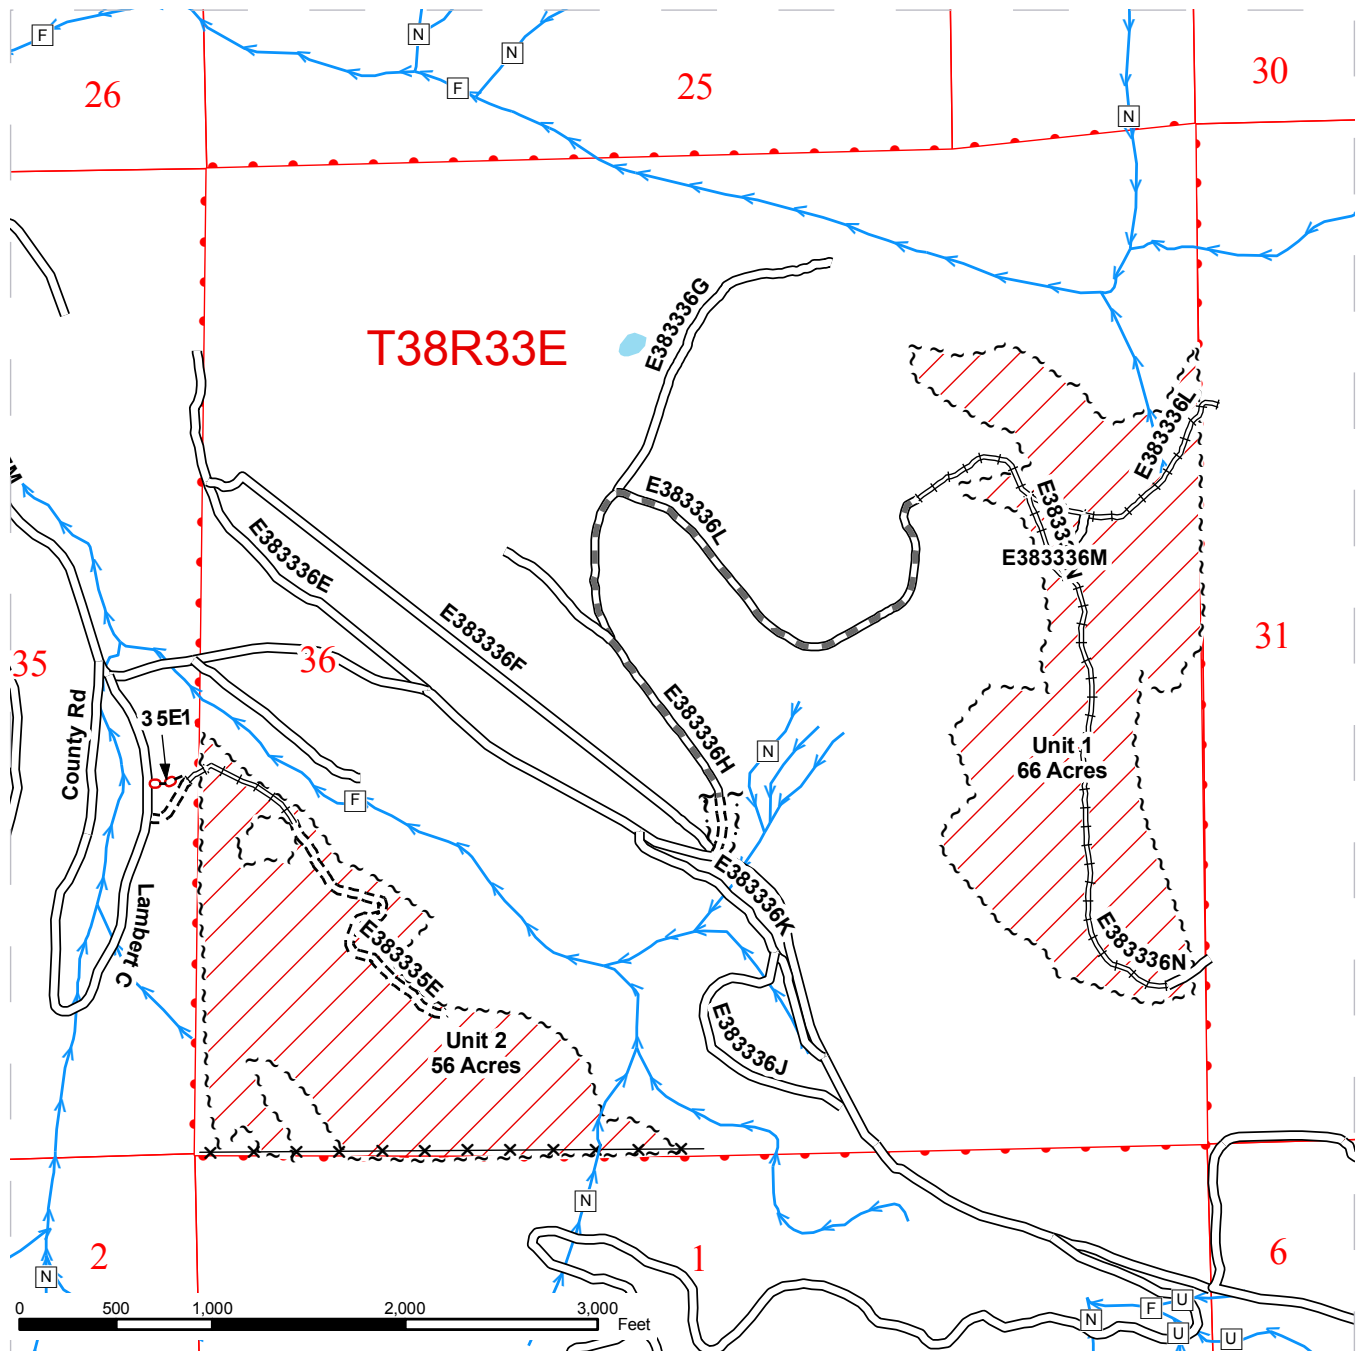 F
N
N
F
26
25
30
N
E383336G
T38R33E
E383336L
E383336L
E383336M
E383336E
E383336F
35
36
31
35E1
County Rd
E383336H
N
Unit 1
66 Acres
F
E383336K
Lambert C
E383335E
E383336N
E383336J
Unit 2
56 Acres
N
2
1
6
N
U
F
N
U
U
0 500 1,000 2,000 3,000
Feet